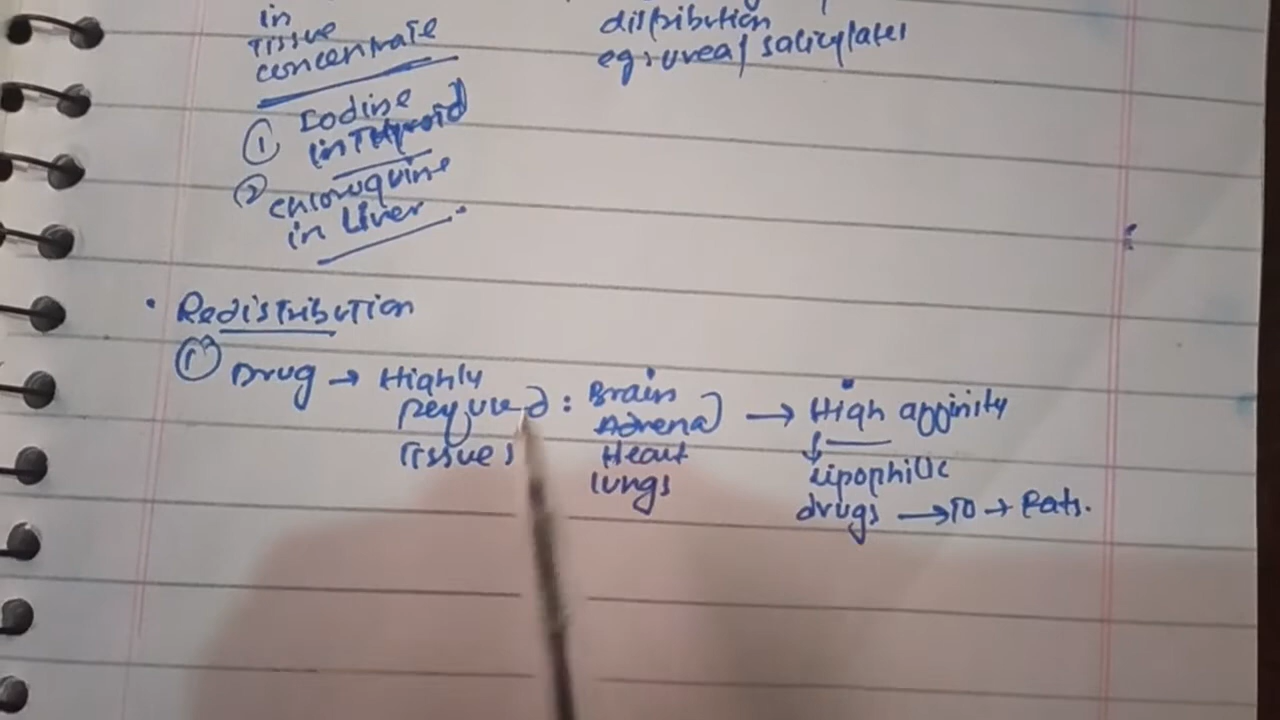 in
Tissue
concentrate
① Iodine
in Thyroid
② chloroquine
in Liver.
distribution
eg: urea/ salicylates
• Redistribution
① Drug → Highly
Perfused :
Tissues
Brain
Adrenal
Heart
lungs
→ High affinity
↓
lipophilic
drugs → To → Fats.